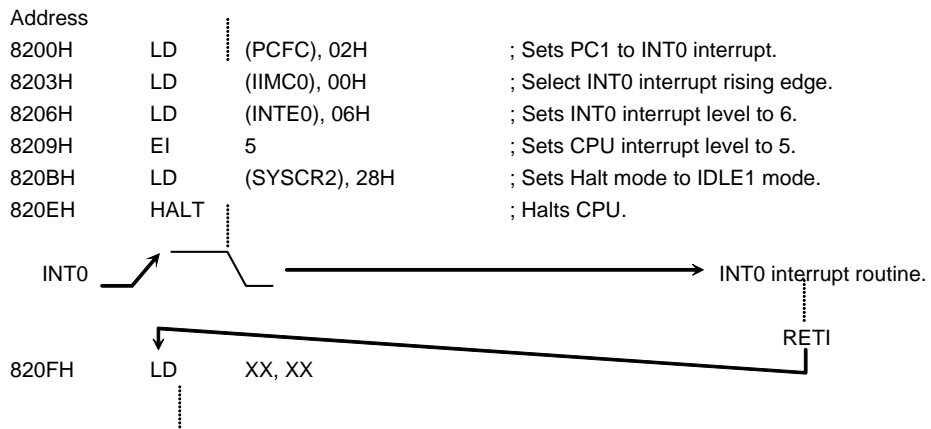 Address
8200H LD (PCFC), 02H ; Sets PC1 to INT0 interrupt.
8203H LD (IIMC0), 00H ; Select INT0 interrupt rising edge.
8206H LD (INTE0), 06H ; Sets INT0 interrupt level to 6.
8209H EI 5 ; Sets CPU interrupt level to 5.
820BH LD (SYSCR2), 28H ; Sets Halt mode to IDLE1 mode.
820EH HALT ; Halts CPU.
INT0 INT0 interrupt routine.
RETI
820FH LD XX, XX